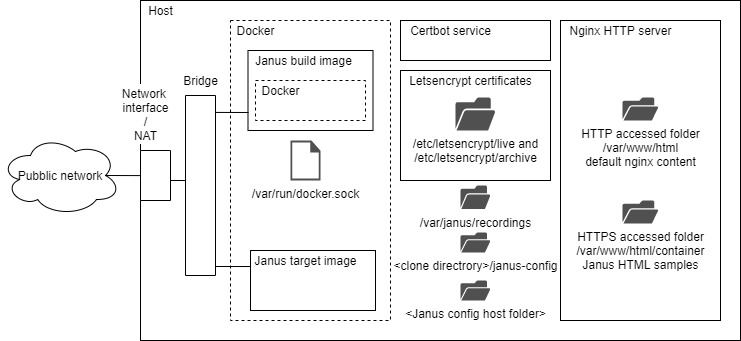 Host
Pubblic network
Network
interface
/
NAT
Bridge
Docker
Janus build image
Docker
/var/run/docker.sock
Janus target image
Certbot service
Letsencrypt certificates
/etc/letsencrypt/live and
/etc/letsencrypt/archive
/var/janus/recordings
<clone directrory>/janus-config
<Janus config host folder>
Nginx HTTP server
HTTP accessed folder
/var/www/html
default nginx content
HTTPS accessed folder
/var/www/html/container
Janus HTML samples